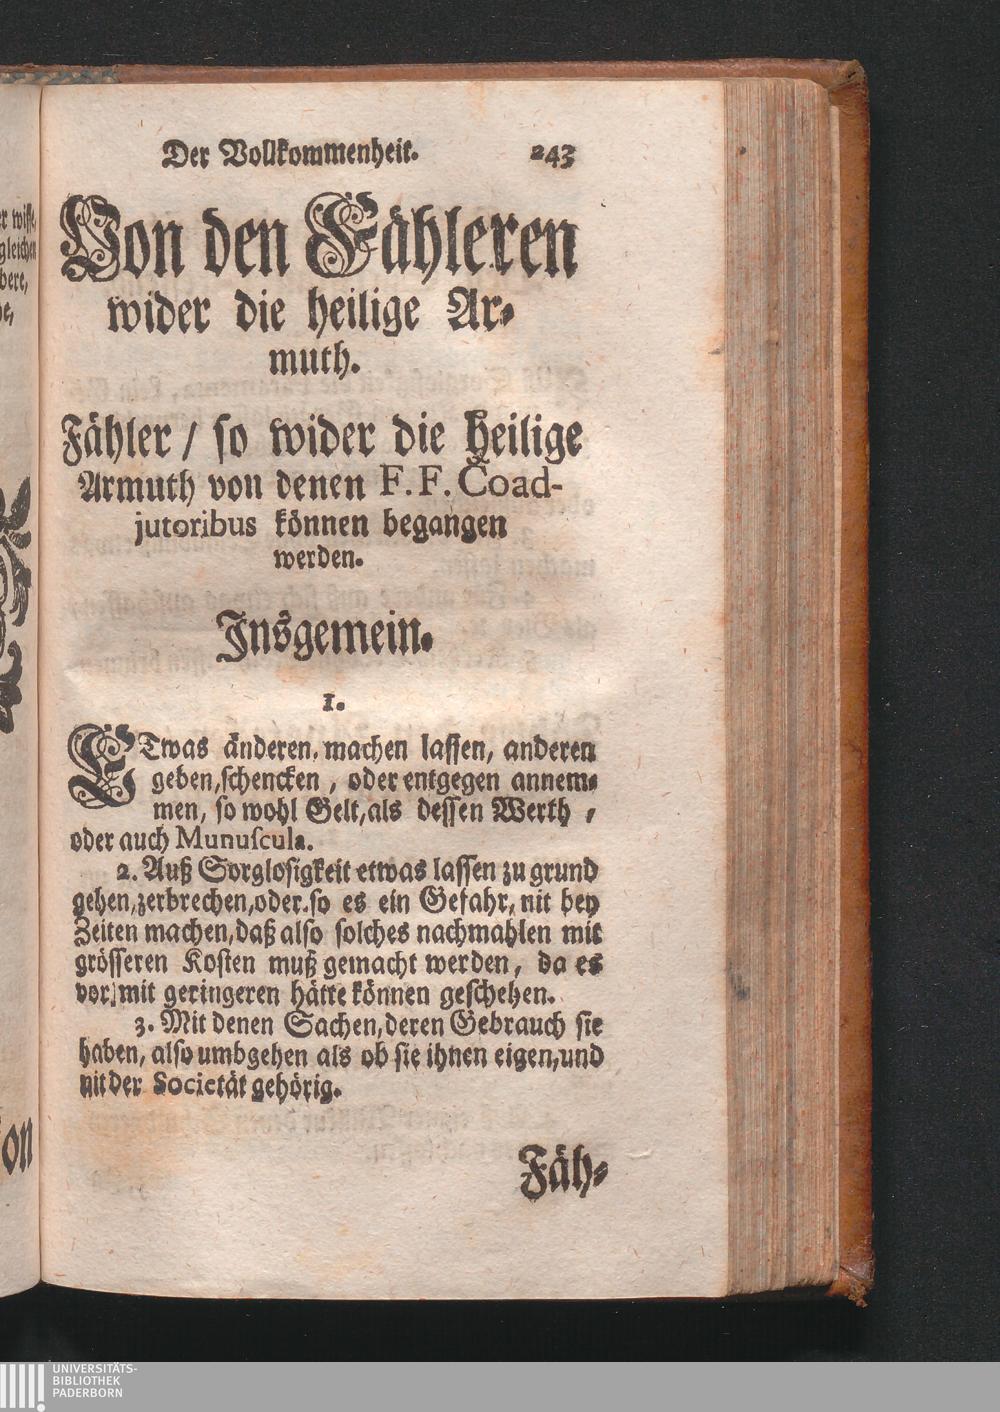 Der Vollkommenheit. 243
Von den Fähleren
wider die heilige Ar-
muth.
Fähler / so wider die Heilige
Armuth von denen F. F. Coad-
jutoribus können begangen
werden.
Insgemein.
1.
ETwas änderen, machen lassen, anderen
geben, schencken, oder entgegen annem-
men, so wohl Gelt, als dessen Werth,
oder auch Munuscula.
2. Auß Sorglosigkeit etwas lassen zu grund
gehen, zerbrechen, oder so es ein Gefahr, nit bey
Zeiten machen, daß also solches nachmahlen mit
grösseren Kosten muß gemacht werden, da es
vor mit geringeren hätte können geschehen.
3. Mit denen Sachen, deren Gebrauch sie
haben, also umbgehen als ob sie ihnen eigen, und
nit der Societät gehörig.
Fäh-
er wisse,
gleichen
bere,
on
UNIVERSITÄTS-
BIBLIOTHEK
PADERBORN